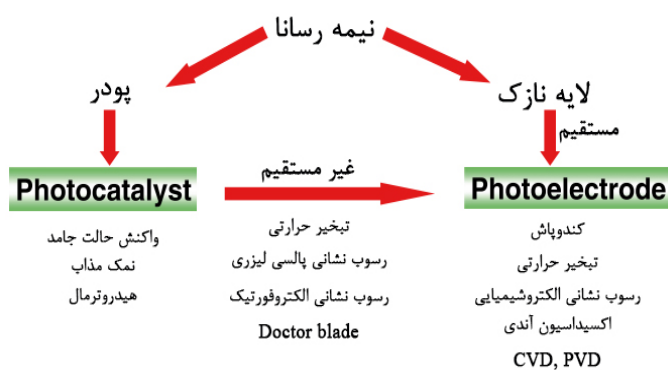 نیمه رسانا
پودر
لایه نازک
مستقیم
Photocatalyst
غیر مستقیم
Photoelectrode
واکنش حالت جامد
نمک مذاب
هیدروترمال
تبخیر حرارتی
رسوب نشانی پالسی لیزری
رسوب نشانی الکتروفورتیک
Doctor blade
کندوپاش
تبخیر حرارتی
رسوب نشانی الکتروشیمیایی
اکسیداسیون آندی
CVD, PVD